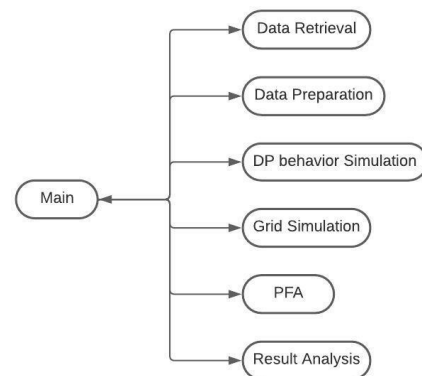 Data Retrieval
Data Preparation
DP behavior Simulation
Main
Grid Simulation
PFA
Result Analysis